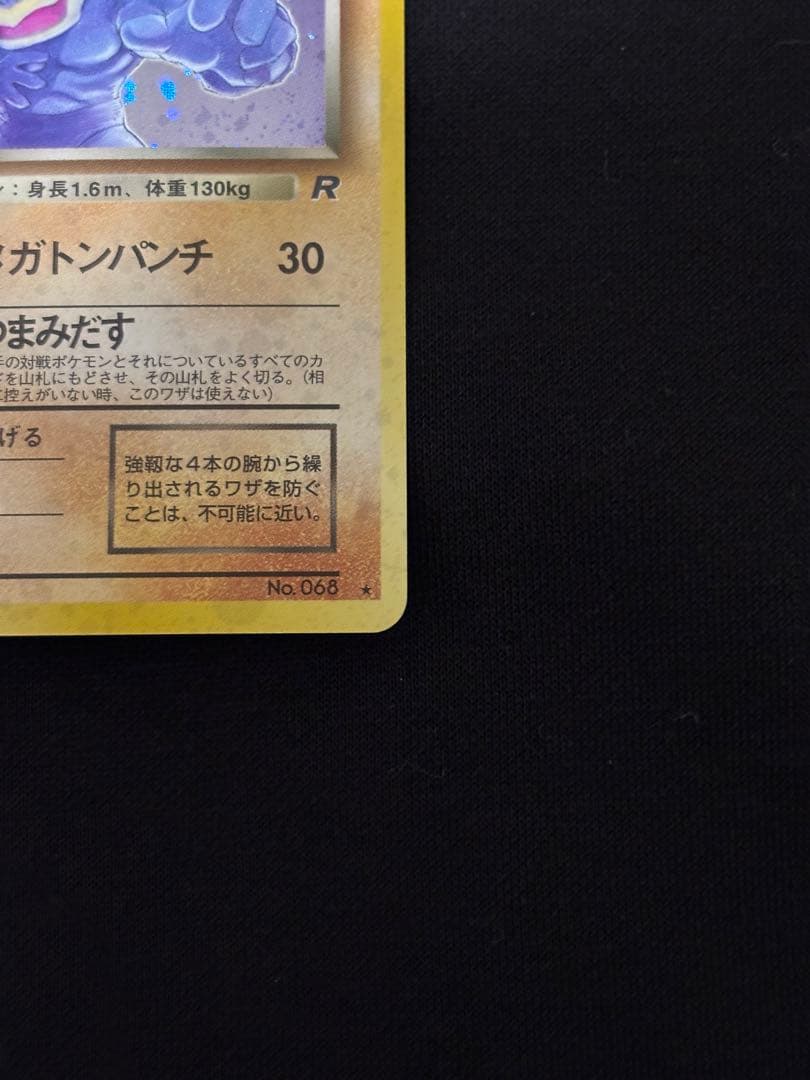 ：身長1.6m、体重130kg
R
ガトンパンチ 30
つまみだす
の対戦ポケモンとそれについているすべてのカ
を山札にもどさせ、その山札をよく切る。(相
控えがいない時、このワザは使えない)
げる
強靱な4本の腕から繰
り出されるワザを防ぐ
ことは、不可能に近い。
No. 068 ★